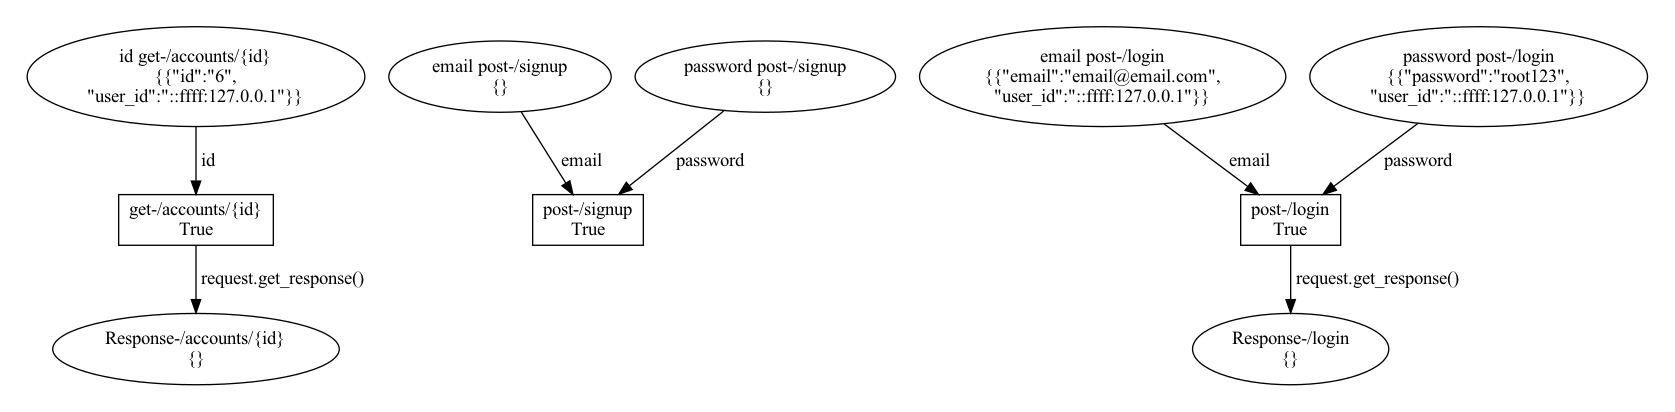 id get-/accounts/{id}
{{"id":"6",
"user_id":"::ffff:127.0.0.1"}}
email post-/signup
{}
password post-/signup
{}
email post-/login
{{"email":"email@email.com",
"user_id":"::ffff:127.0.0.1"}}
password post-/login
{{"password":"root123",
"user_id":"::ffff:127.0.0.1"}}
id
email
password
email
password
get-/accounts/{id}
True
post-/signup
True
post-/login
True
request.get_response()
request.get_response()
Response-/accounts/{id}
{}
Response-/login
{}